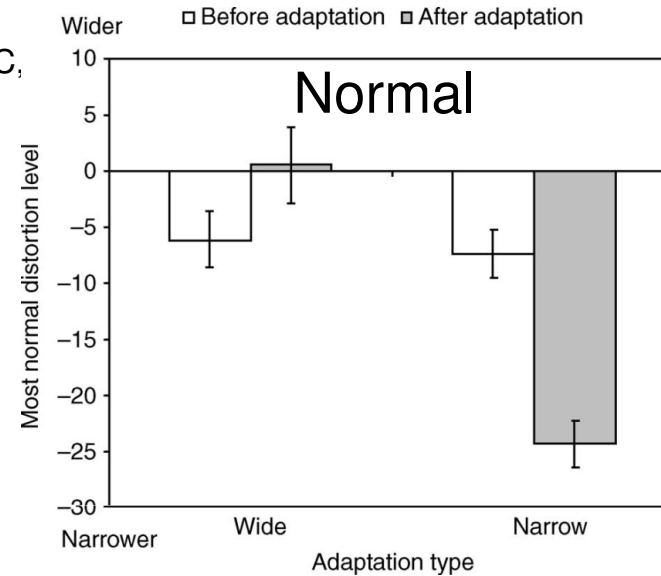 Wider
Before adaptation After adaptation
C,
Normal
Most normal distortion level
10
5
0
–5
–10
–15
–20
–25
–30
Narrower
Wide
Narrow
Adaptation type